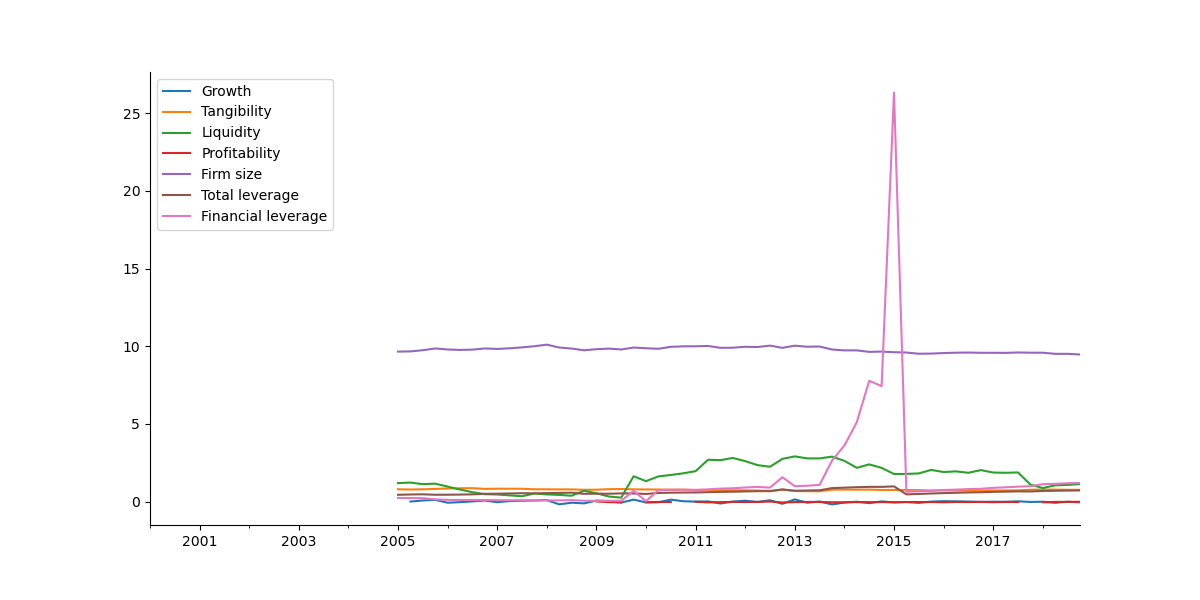 Growth
Tangibility
Liquidity
Profitability
Firm size
Total leverage
Financial leverage
25
20
15
10
5
0
2001 2003 2005 2007 2009 2011 2013 2015 2017